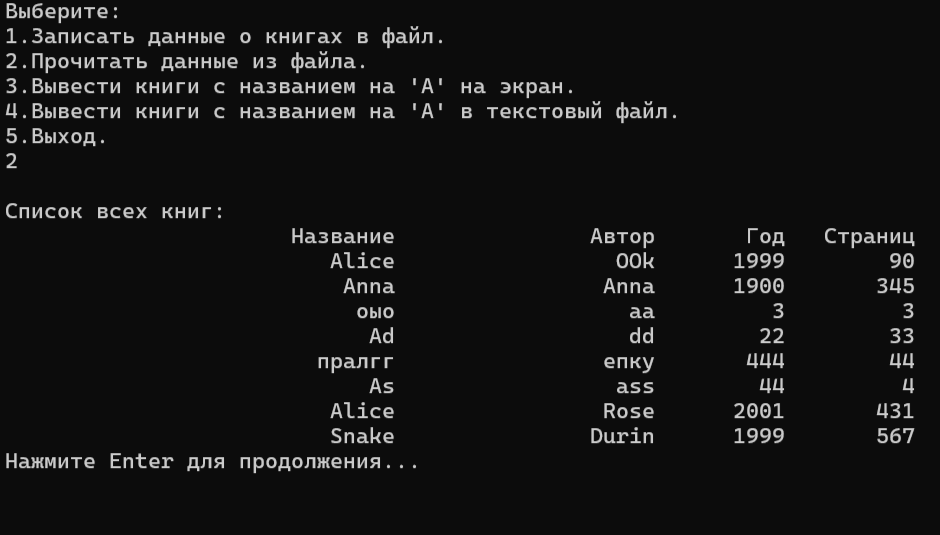 Выберите:
1.Записать данные о книгах в файл.
2.Прочитать данные из файла.
3.Вывести книги с названием на 'А' на экран.
4.Вывести книги с названием на 'А' в текстовый файл.
5.Выход.
2
Список всех книг:
Название Автор Год Страниц
Alice OOk 1999 90
Anna Anna 1900 345
оыо аа 3 3
Ad dd 22 33
пралгг епку 444 44
As ass 44 4
Alice Rose 2001 431
Snake Durin 1999 567
Нажмите Enter для продолжения...